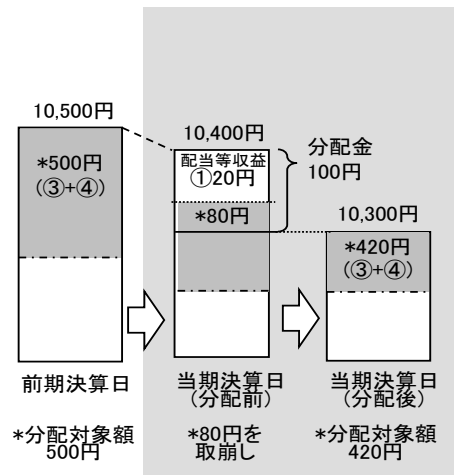 10,500円
*500円
(③+④)
前期決算日
*分配対象額
500円
10,400円
配当等収益
①20円
*80円
分配金
100円
当期決算日
(分配前)
*80円を
取崩し
10,300円
*420円
(③+④)
当期決算日
(分配後)
*分配対象額
420円